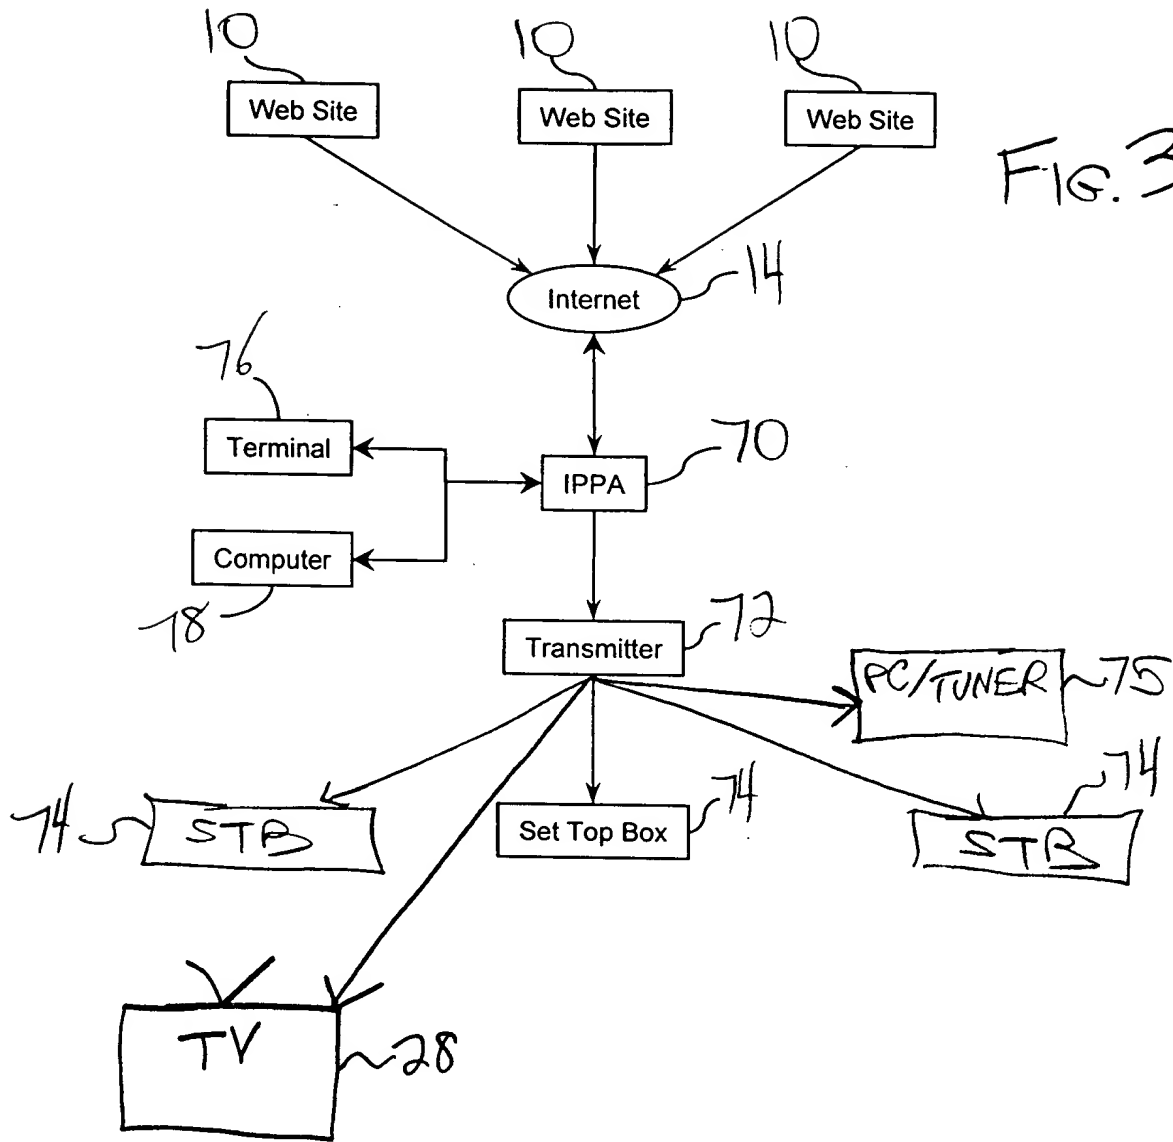 10 10 10
Web Site Web Site Web Site
FIG. 3
Internet 14
76
Terminal
IPPA 70
Computer
78
Transmitter 72
PC/TUNER 75
74 STB
Set Top Box 74
STB 74
TV 28